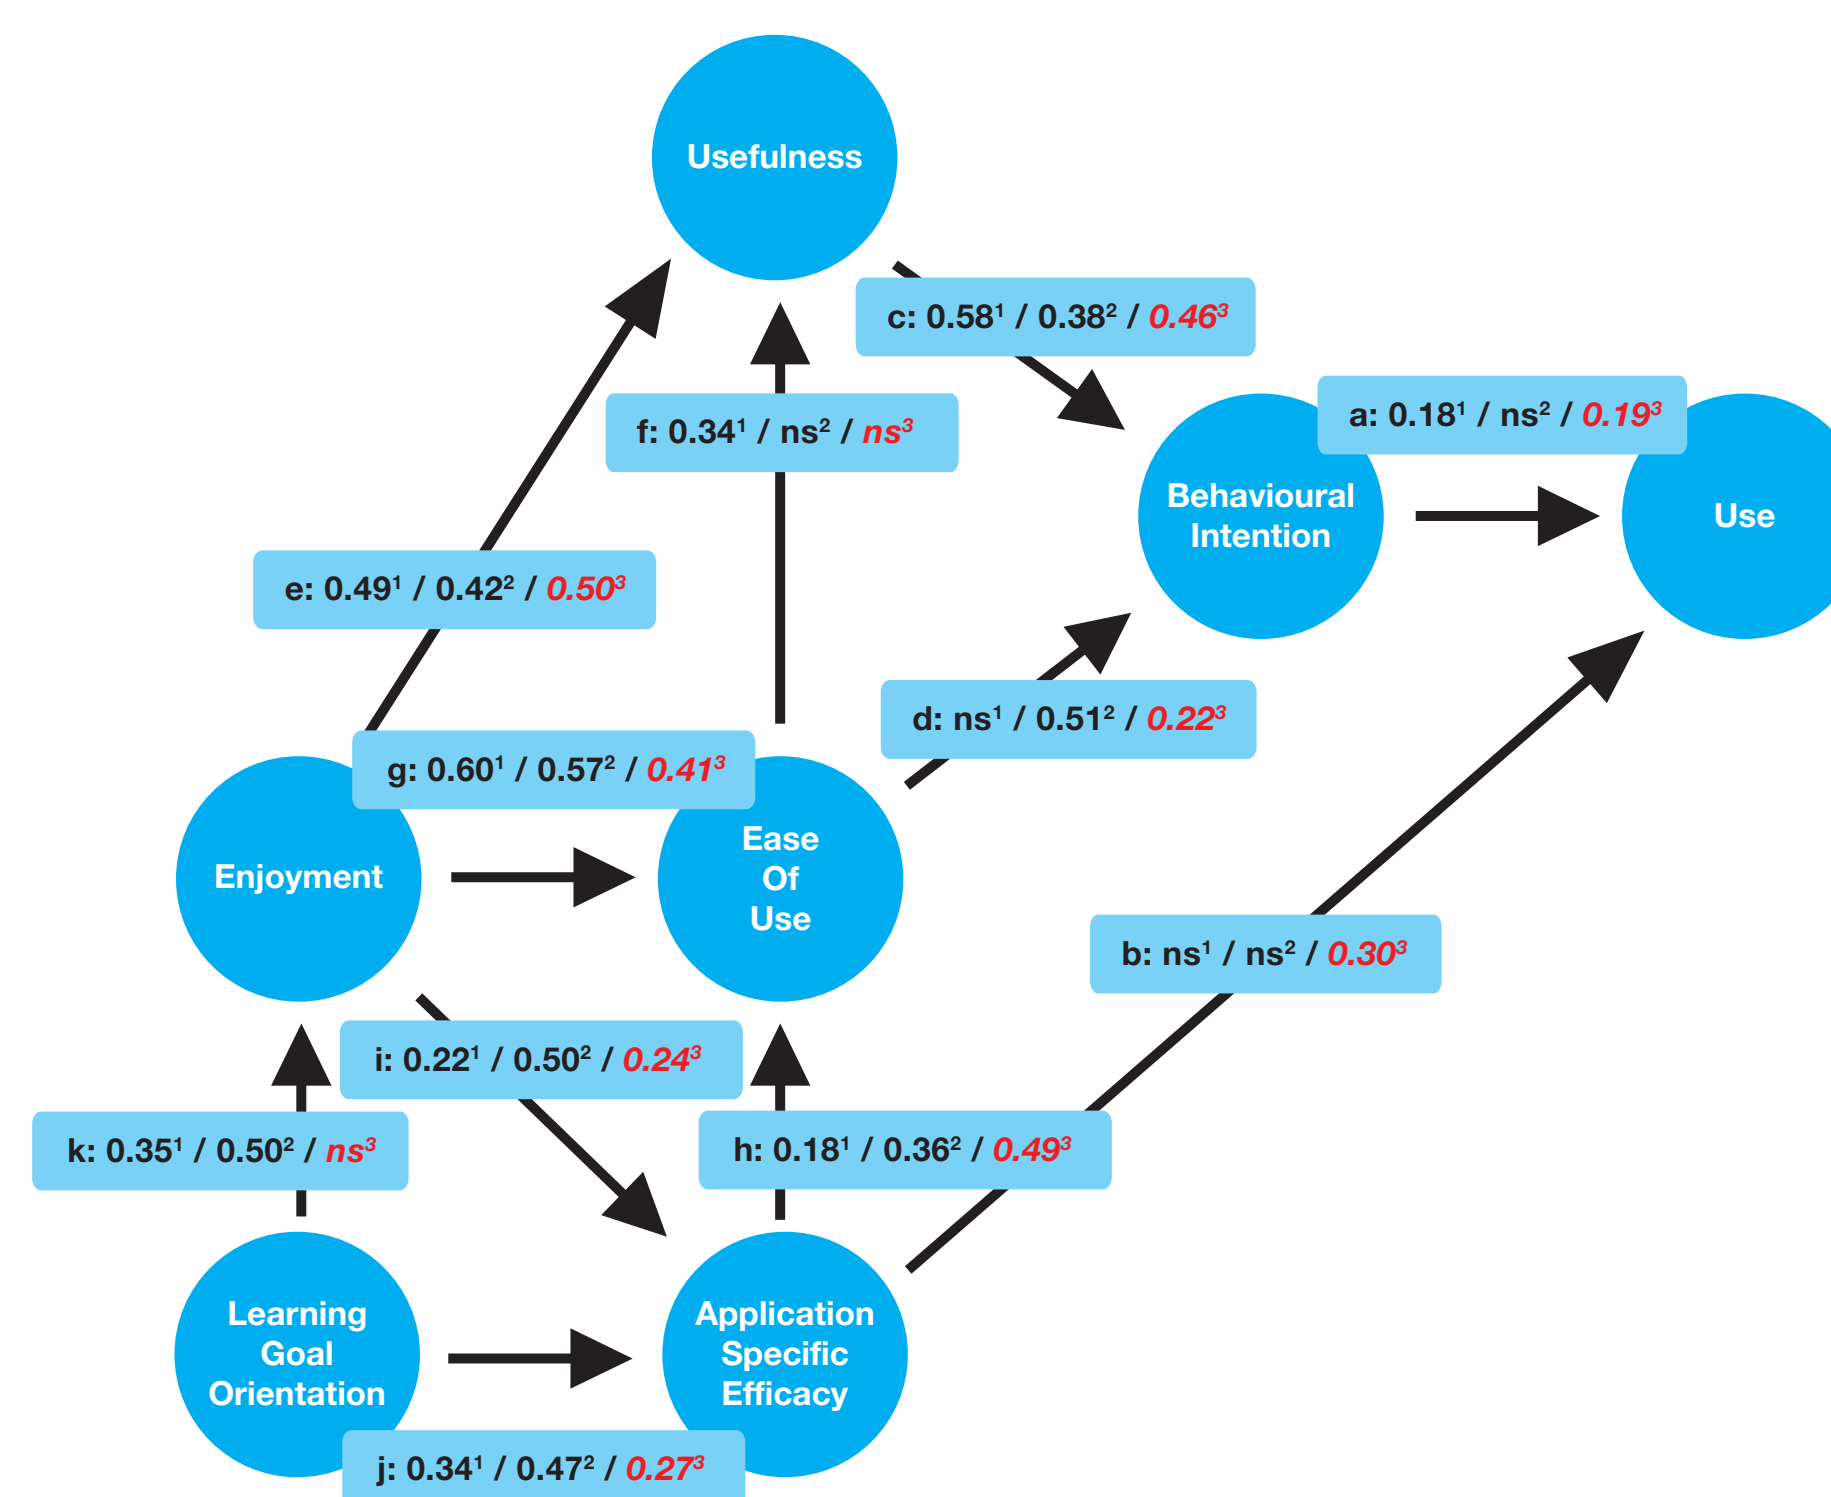 Usefulness
c: 0.58¹ / 0.38² / 0.46³
a: 0.18¹ / ns² / 0.19³
f: 0.34¹ / ns² / ns³
Behavioural
Intention
Use
e: 0.49¹ / 0.42² / 0.50³
d: ns¹ / 0.51² / 0.22³
g: 0.60¹ / 0.57² / 0.41³
Enjoyment
Ease
Of
Use
b: ns¹ / ns² / 0.30³
i: 0.22¹ / 0.50² / 0.24³
k: 0.35¹ / 0.50² / ns³
h: 0.18¹ / 0.36² / 0.49³
Learning
Goal
Orientation
Application
Specific
Efficacy
j: 0.34¹ / 0.47² / 0.27³